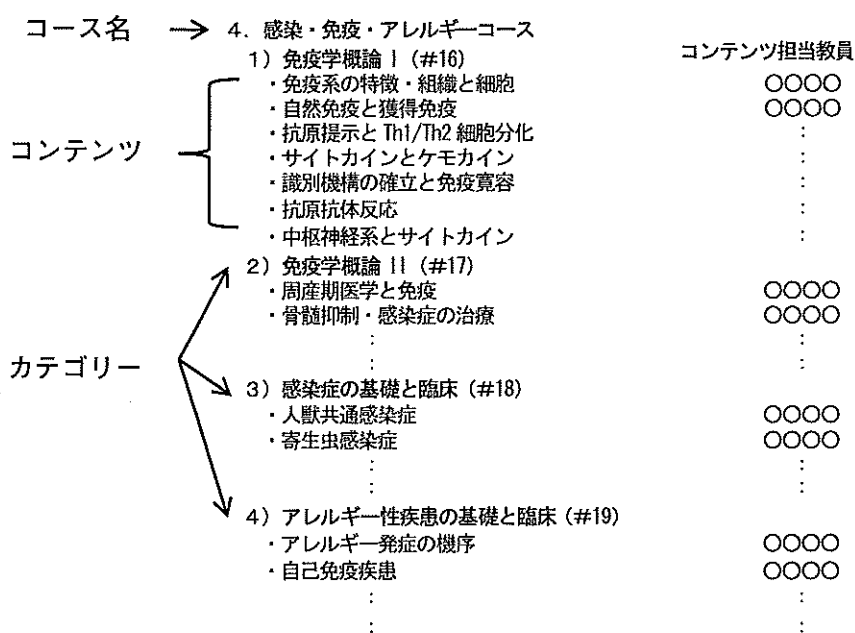 コース名 → 4. 感染・免疫・アレルギーコース
コンテンツ担当教員
1) 免疫学概論 I (#16)
・免疫系の特徴・組織と細胞 〇〇〇〇
・自然免疫と獲得免疫 〇〇〇〇
・抗原提示と Th1/Th2 細胞分化 :
コンテンツ
・サイトカインとケモカイン :
・識別機構の確立と免疫寛容 :
・抗原抗体反応 :
・中枢神経系とサイトカイン :
2) 免疫学概論 II (#17)
・周産期医学と免疫 〇〇〇〇
・骨髄抑制・感染症の治療 〇〇〇〇
: :
カテゴリー
: :
3) 感染症の基礎と臨床 (#18)
・人獣共通感染症 〇〇〇〇
・寄生虫感染症 〇〇〇〇
: :
: :
4) アレルギー性疾患の基礎と臨床 (#19)
・アレルギー発症の機序 〇〇〇〇
・自己免疫疾患 〇〇〇〇
: :
: :